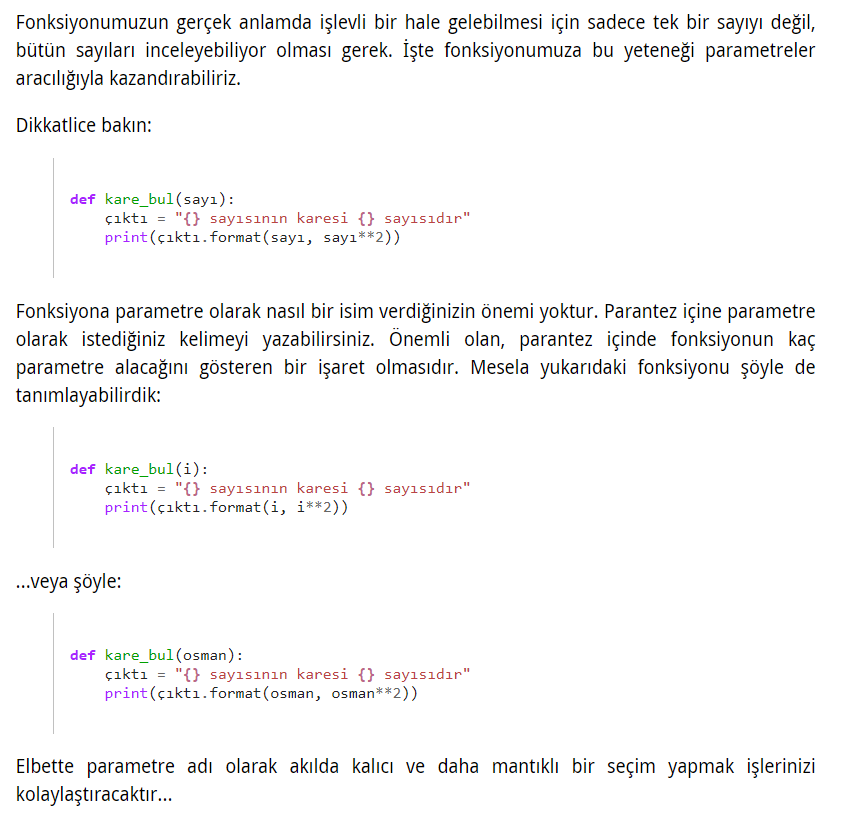 Fonksiyonumuzun gerçek anlamda işlevli bir hale gelebilmesi için sadece tek bir sayıyı değil,
bütün sayıları inceleyebiliyor olması gerek. İşte fonksiyonumuza bu yeteneği parametreler
aracılığıyla kazandırabiliriz.
Dikkatlice bakın:
def kare_bul(sayı):
    çıktı = "{} sayısının karesi {} sayısıdır"
    print(çıktı.format(sayı, sayı**2))
Fonksiyona parametre olarak nasıl bir isim verdiğinizin önemi yoktur. Parantez içine parametre
olarak istediğiniz kelimeyi yazabilirsiniz. Önemli olan, parantez içinde fonksiyonun kaç
parametre alacağını gösteren bir işaret olmasıdır. Mesela yukarıdaki fonksiyonu şöyle de
tanımlayabilirdik:
def kare_bul(i):
    çıktı = "{} sayısının karesi {} sayısıdır"
    print(çıktı.format(i, i**2))
...veya şöyle:
def kare_bul(osman):
    çıktı = "{} sayısının karesi {} sayısıdır"
    print(çıktı.format(osman, osman**2))
Elbette parametre adı olarak akılda kalıcı ve daha mantıklı bir seçim yapmak işlerinizi
kolaylaştıracaktır...